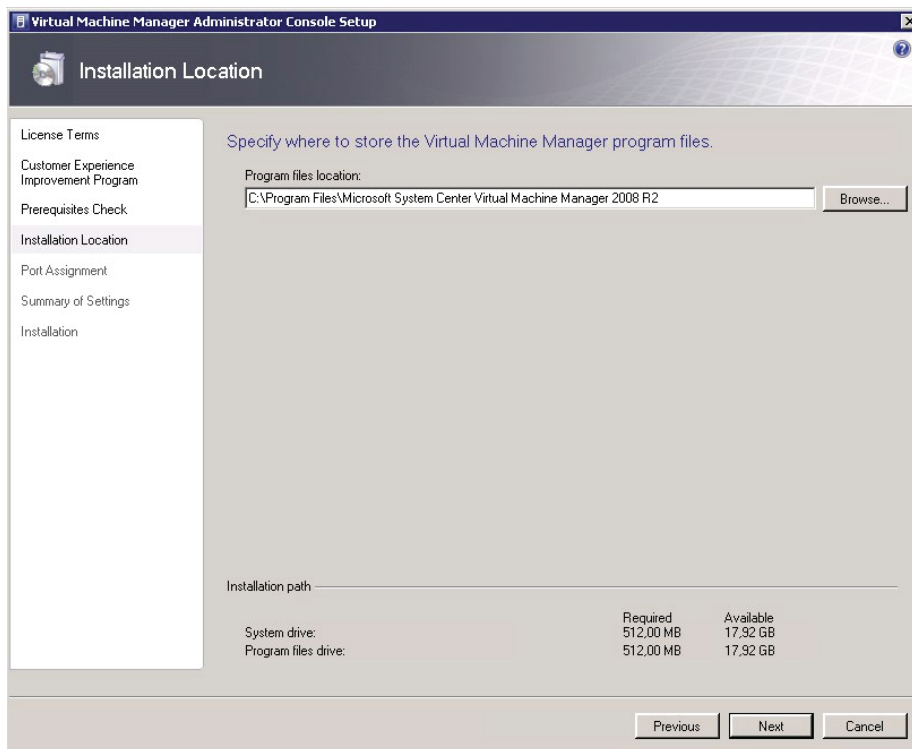 Virtual Machine Manager Administrator Console Setup
Installation Location
License Terms
Customer Experience
Improvement Program
Prerequisites Check
Installation Location
Port Assignment
Summary of Settings
Installation
Specify where to store the Virtual Machine Manager program files.
Program files location:
C:\Program Files\Microsoft System Center Virtual Machine Manager 2008 R2
Browse...
Installation path
Required Available
System drive: 512,00 MB 17,92 GB
Program files drive: 512,00 MB 17,92 GB
Previous Next Cancel